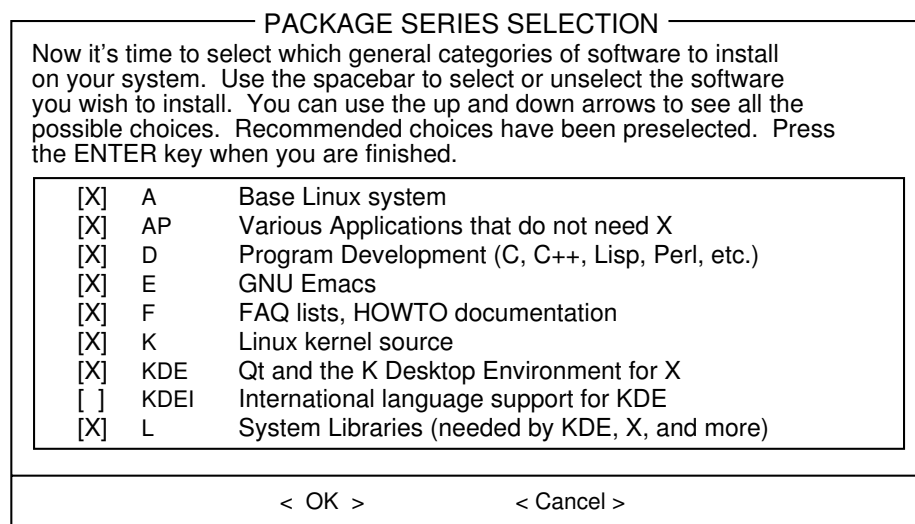 PACKAGE SERIES SELECTION
Now it's time to select which general categories of software to install
on your system.  Use the spacebar to select or unselect the software
you wish to install.  You can use the up and down arrows to see all the
possible choices.  Recommended choices have been preselected.  Press
the ENTER key when you are finished.
[X] A Base Linux system
[X] AP Various Applications that do not need X
[X] D Program Development (C, C++, Lisp, Perl, etc.)
[X] E GNU Emacs
[X] F FAQ lists, HOWTO documentation
[X] K Linux kernel source
[X] KDE Qt and the K Desktop Environment for X
[ ] KDEI International language support for KDE
[X] L System Libraries (needed by KDE, X, and more)
< OK > < Cancel >